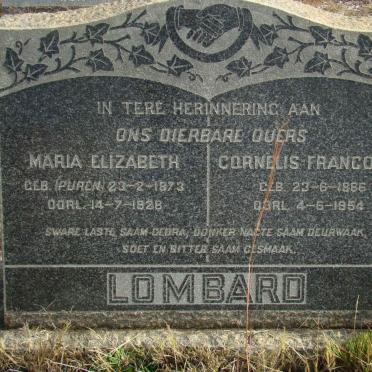 IN TERE HERINNERING AAN
ONS DIERBARE OUERS
MARIA ELIZABETH
GEB. (PUREN) 23-2-1873
OORL. 14-7-1928
CORNELIS FRANCO
GEB. 23-6-1866
OORL. 4-6-1954
SWARE LASTE SAAM GEDRA, DONKER NAGTE SAAM DEURWAAK,
SOET EN BITTER SAAM GESMAAK.
LOMBARD